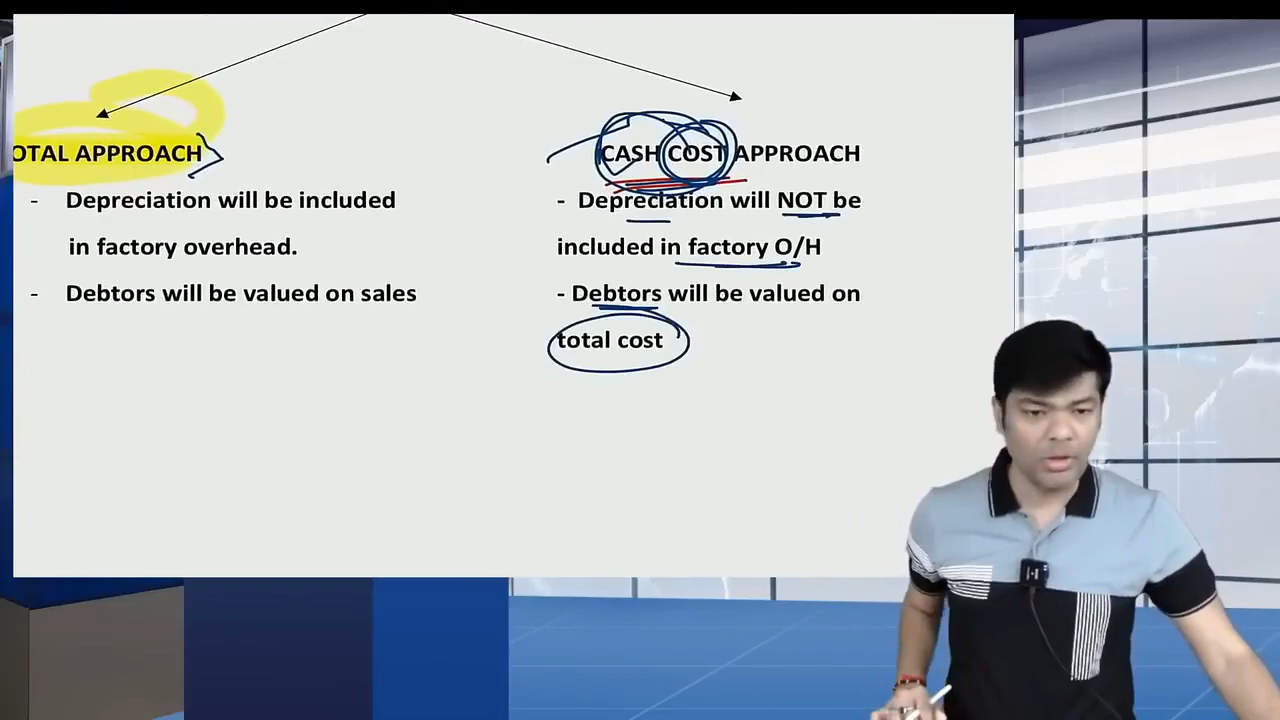 OTAL APPROACH
- Depreciation will be included
in factory overhead.
- Debtors will be valued on sales
CASH COST APPROACH
- Depreciation will NOT be
included in factory O/H
- Debtors will be valued on
total cost